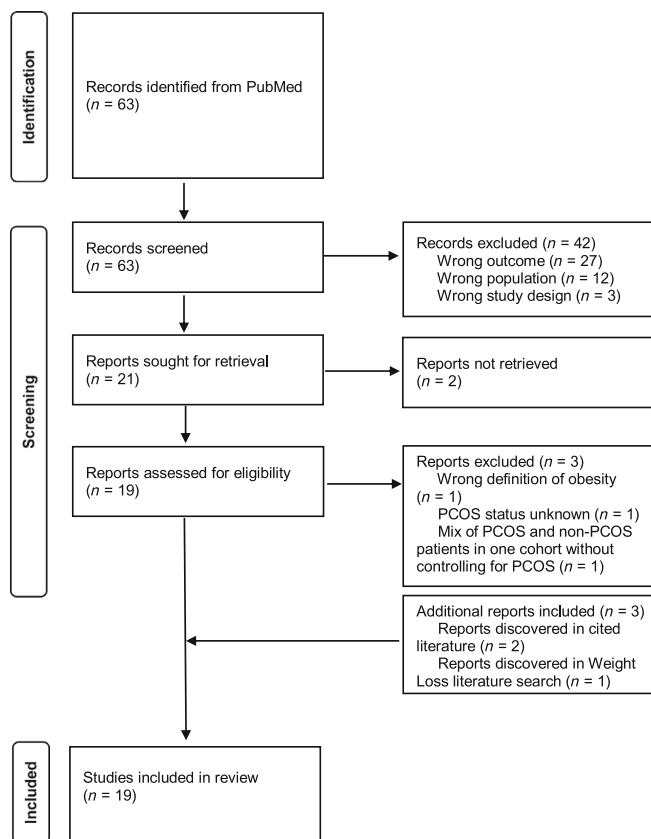 Identification
Records identified from PubMed
(n = 63)
Screening
Records screened
(n = 63)
Records excluded (n = 42)
Wrong outcome (n = 27)
Wrong population (n = 12)
Wrong study design (n = 3)
Reports sought for retrieval
(n = 21)
Reports not retrieved
(n = 2)
Reports assessed for eligibility
(n = 19)
Reports excluded (n = 3)
Wrong definition of obesity
(n = 1)
PCOS status unknown (n = 1)
Mix of PCOS and non-PCOS
patients in one cohort without
controlling for PCOS (n = 1)
Additional reports included (n = 3)
Reports discovered in cited
literature (n = 2)
Reports discovered in Weight
Loss literature search (n = 1)
Included
Studies included in review
(n = 19)